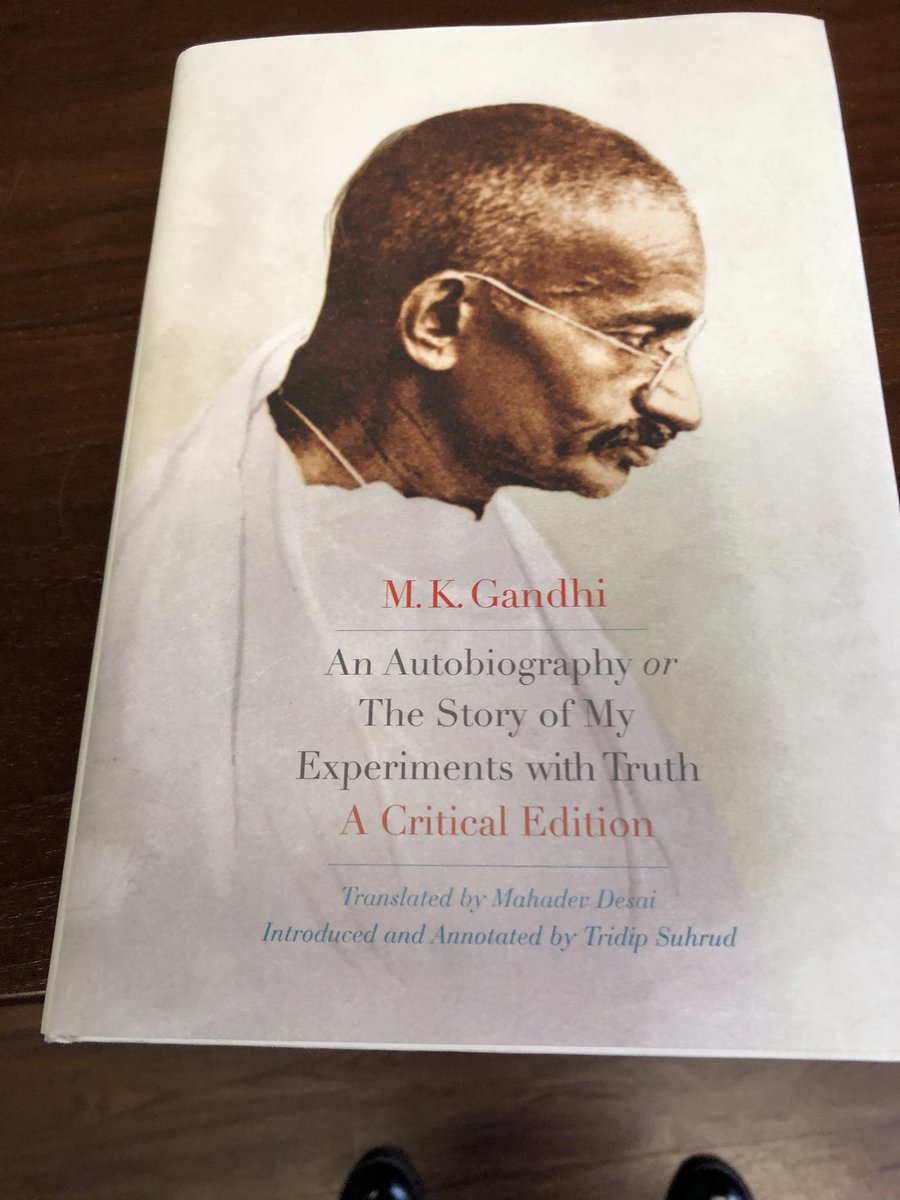 M. K. Gandhi
An Autobiography or
The Story of My
Experiments with Truth
A Critical Edition
Translated by Mahadev Desai
Introduced and Annotated by Tridip Suhrud